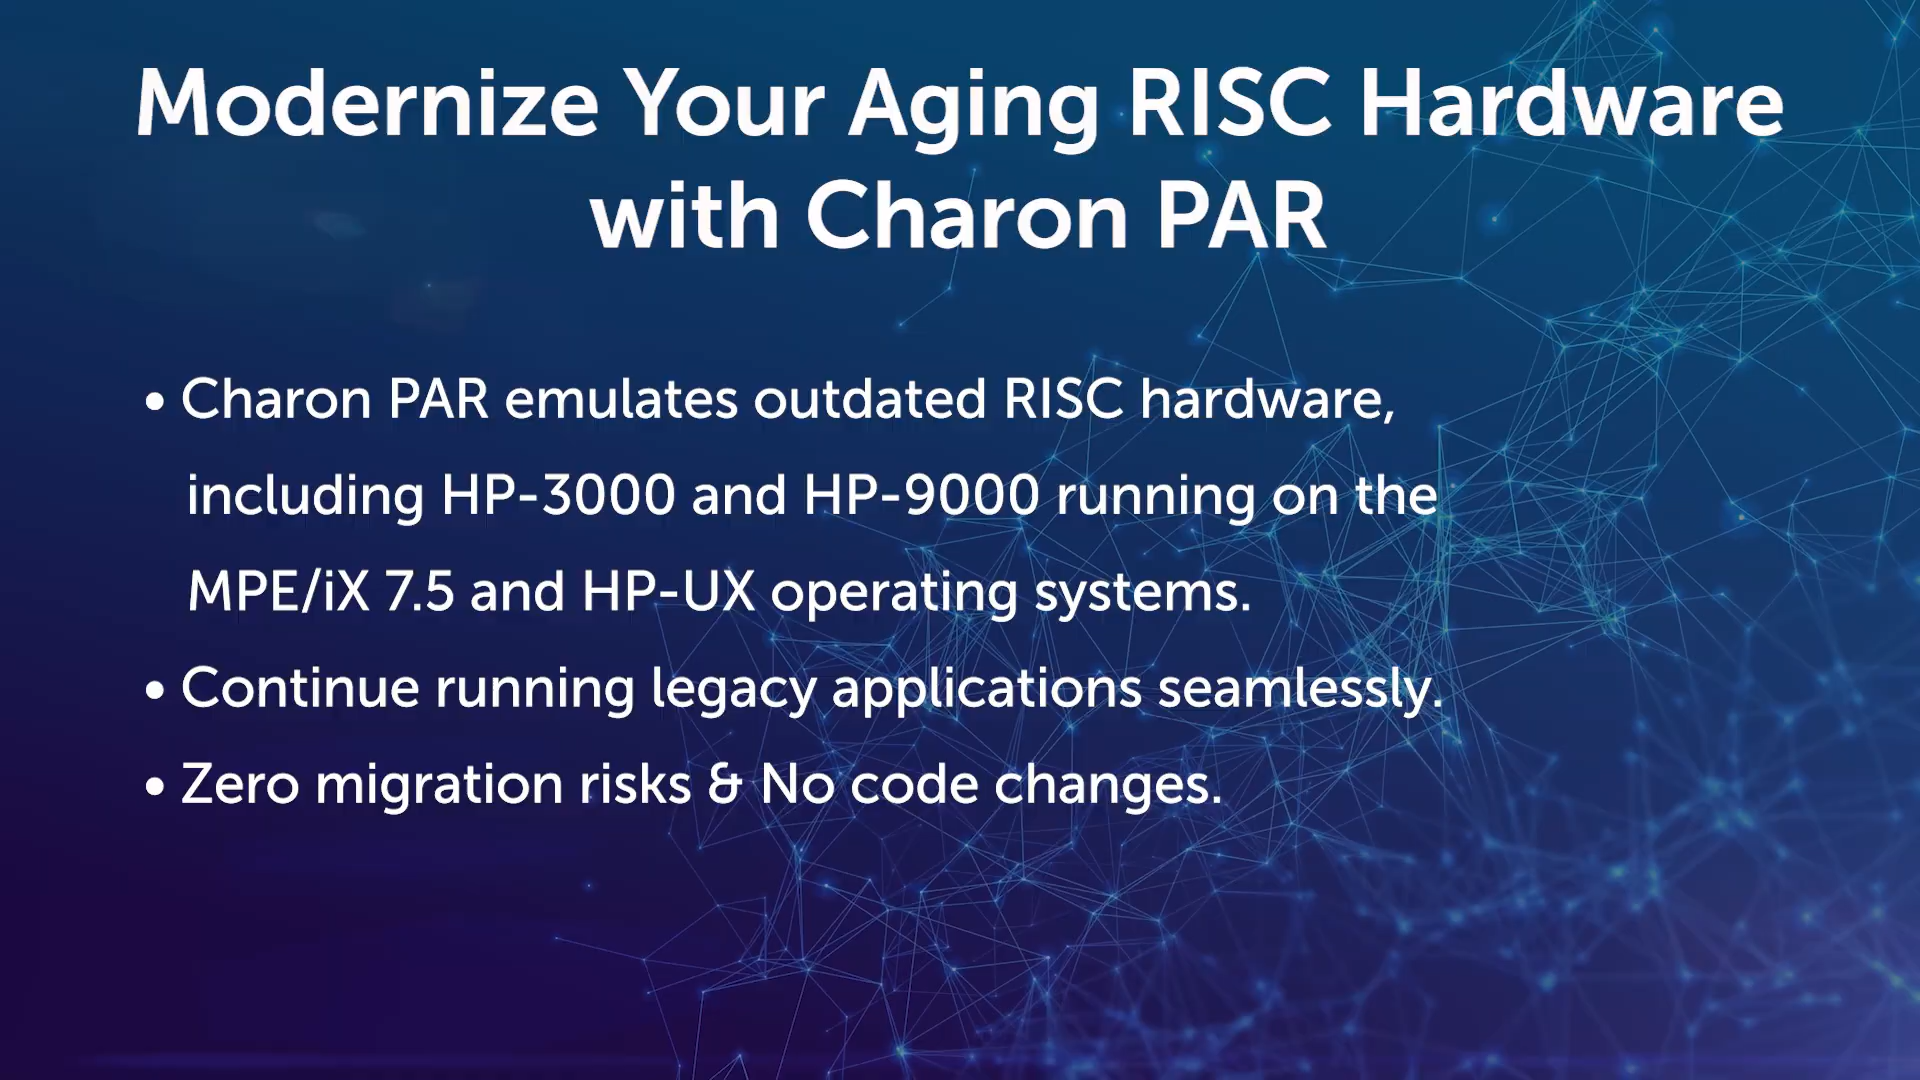 Modernize Your Aging RISC Hardware
with Charon PAR
• Charon PAR emulates outdated RISC hardware,
including HP-3000 and HP-9000 running on the
MPE/iX 7.5 and HP-UX operating systems.
• Continue running legacy applications seamlessly.
• Zero migration risks & No code changes.